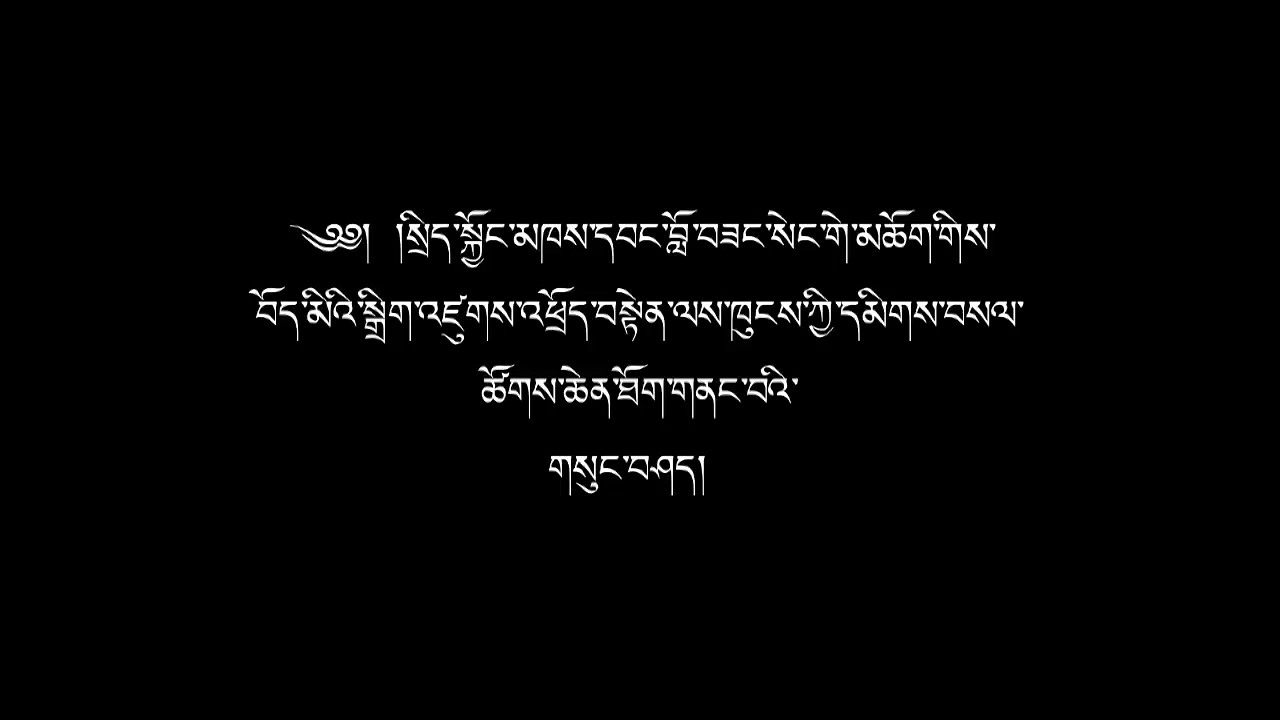 ༄༅། །སྲིད་སྐྱོང་མཁས་དབང་བློ་བཟང་སེང་གེ་མཆོག་གིས་
བོད་མིའི་སྒྲིག་འཛུགས་འཕྲོད་བསྟེན་ལས་ཁུངས་ཀྱི་དམིགས་བསལ་
ཚོགས་ཆེན་ཐོག་གནང་བའི་
གསུང་བཤད།